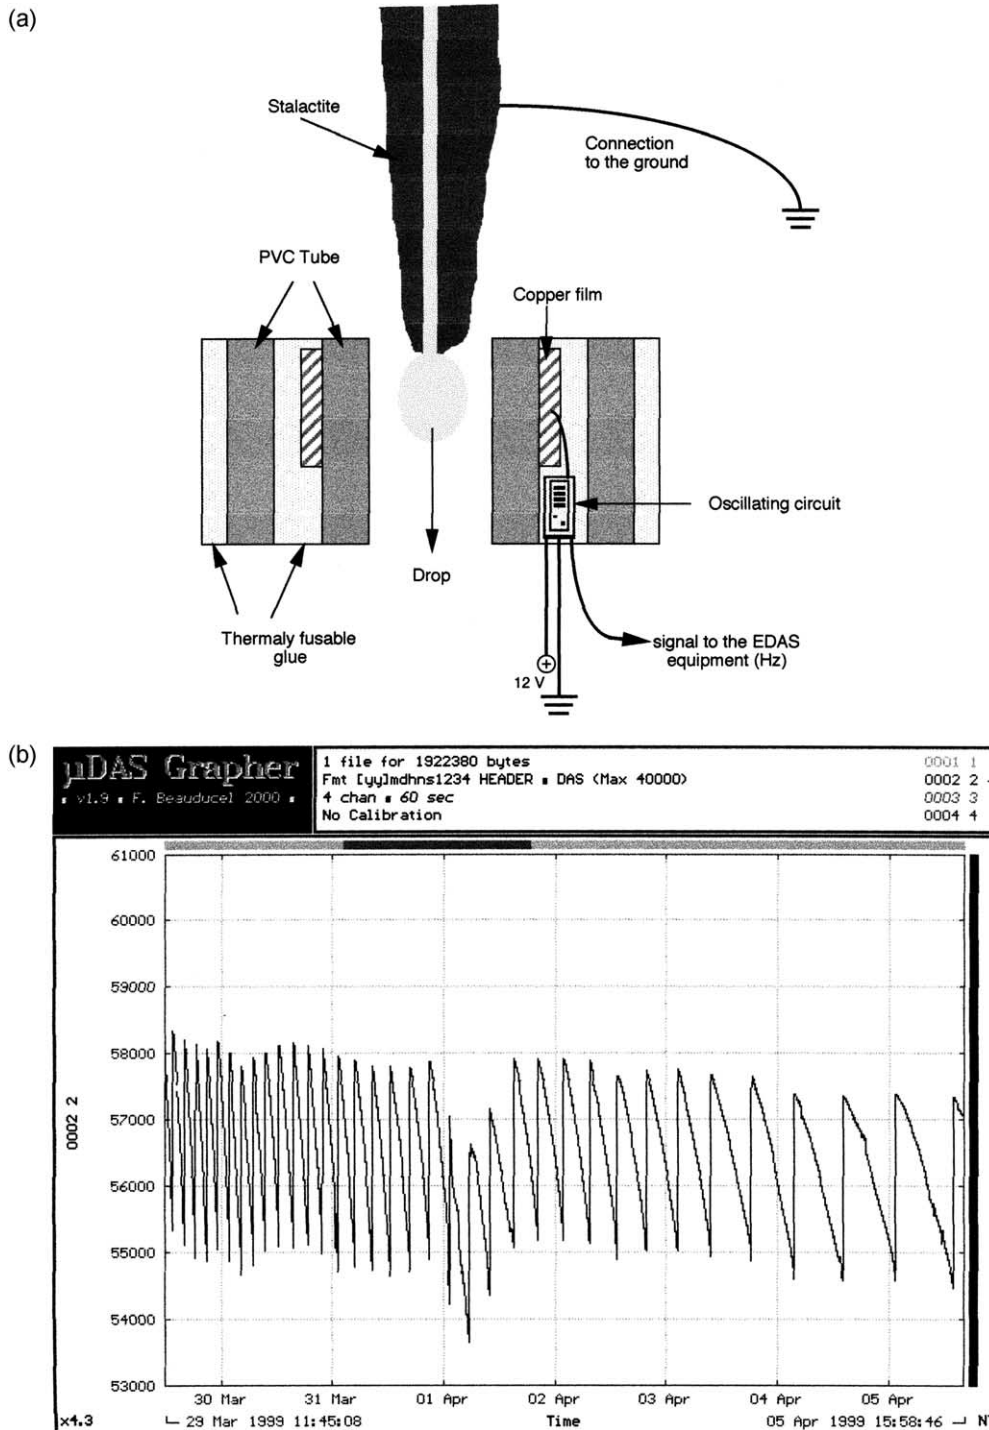 (a)
Stalactite
Connection
to the ground
PVC Tube
Copper film
Oscillating circuit
Drop
Thermaly fusable
glue
signal to the EDAS
equipment (Hz)
12 V
(b)
µDAS Grapher
v1.9 ∎ F. Beauducel 2000
1 file for 1922380 bytes
Fmt [yy]mdhns1234 HEADER ∎ DAS (Max 40000)
4 chan ∎ 60 sec
No Calibration
0001 1
0002 2
0003 3
0004 4
61000
60000
59000
58000
57000
56000
55000
54000
53000
0002 2
30 Mar
31 Mar
01 Apr
02 Apr
03 Apr
04 Apr
05 Apr
x4.3
29 Mar 1999 11:45:08
Time
05 Apr 1999 15:58:46